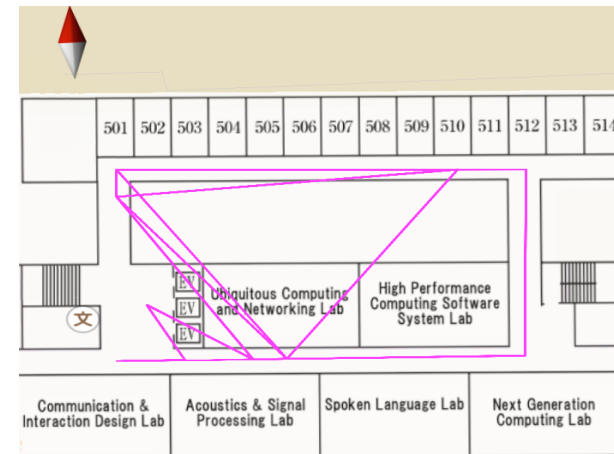 501 502 503 504 505 506 507 508 509 510 511 512 513 514
EV
EV
EV
Ubiquitous Computing
and Networking Lab
High Performance
Computing Software
System Lab
文
Communication &
Interaction Design Lab
Acoustics & Signal
Processing Lab
Spoken Language Lab
Next Generation
Computing Lab